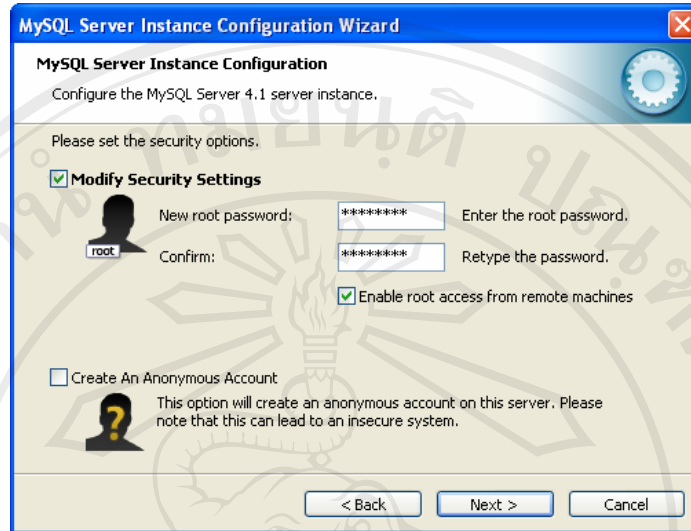 MySQL Server Instance Configuration Wizard
MySQL Server Instance Configuration
Configure the MySQL Server 4.1 server instance.
Please set the security options.
Modify Security Settings
New root password: ******** Enter the root password.
root
Confirm: ******** Retype the password.
Enable root access from remote machines
Create An Anonymous Account
This option will create an anonymous account on this server. Please
note that this can lead to an insecure system.
< Back Next > Cancel